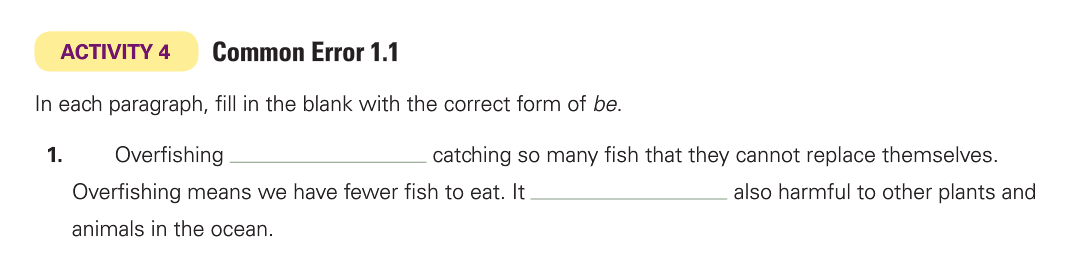 ACTIVITY 4 Common Error 1.1
In each paragraph, fill in the blank with the correct form of be.
1. Overfishing ____________ catching so many fish that they cannot replace themselves.
Overfishing means we have fewer fish to eat. It ____________ also harmful to other plants and
animals in the ocean.